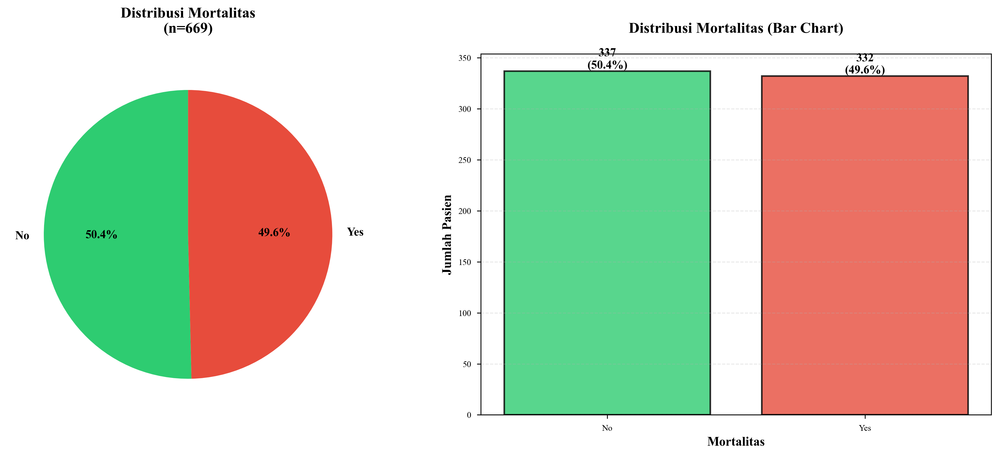 Distribusi Mortalitas
(n=669)
No
50.4%
49.6%
Yes
Distribusi Mortalitas (Bar Chart)
Jumlah Pasien
350
300
250
200
150
100
50
0
337
(50.4%)
332
(49.6%)
No
Yes
Mortalitas